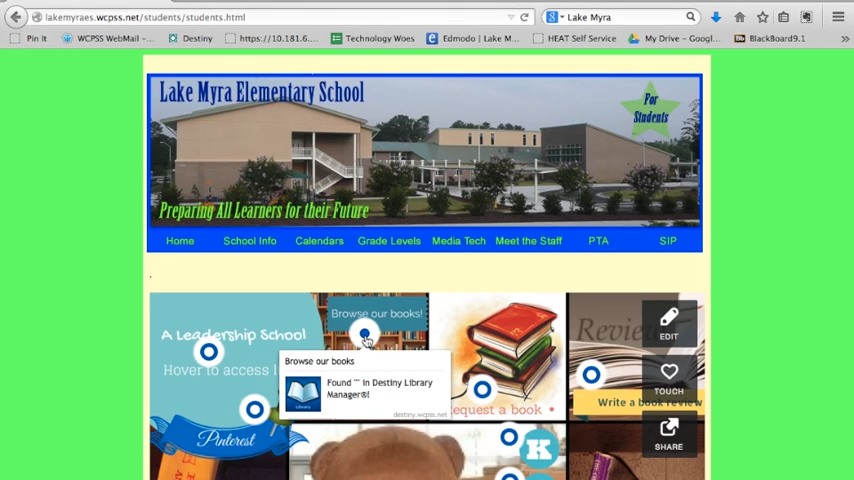 lakemyraes.wcpss.net/students/students.html
Lake Myra
Pin It
WCPSS WebMail -...
Destiny
https://10.181.6....
Technology Woes
Edmodo | Lake M...
HEAT Self Service
My Drive - Googl...
BlackBoard9.1
Lake Myra Elementary School
For
Students
Preparing All Learners for their Future
Home
School Info
Calendars
Grade Levels
Media Tech
Meet the Staff
PTA
SIP
Browse our books!
A Leadership School
Hover to access
Browse our books
Found "" in Destiny Library
Manager®!
Library
destiny.wcpss.net
Pinterest
Request a book •
K
Review
Write a book review
EDIT
TOUCH
SHARE